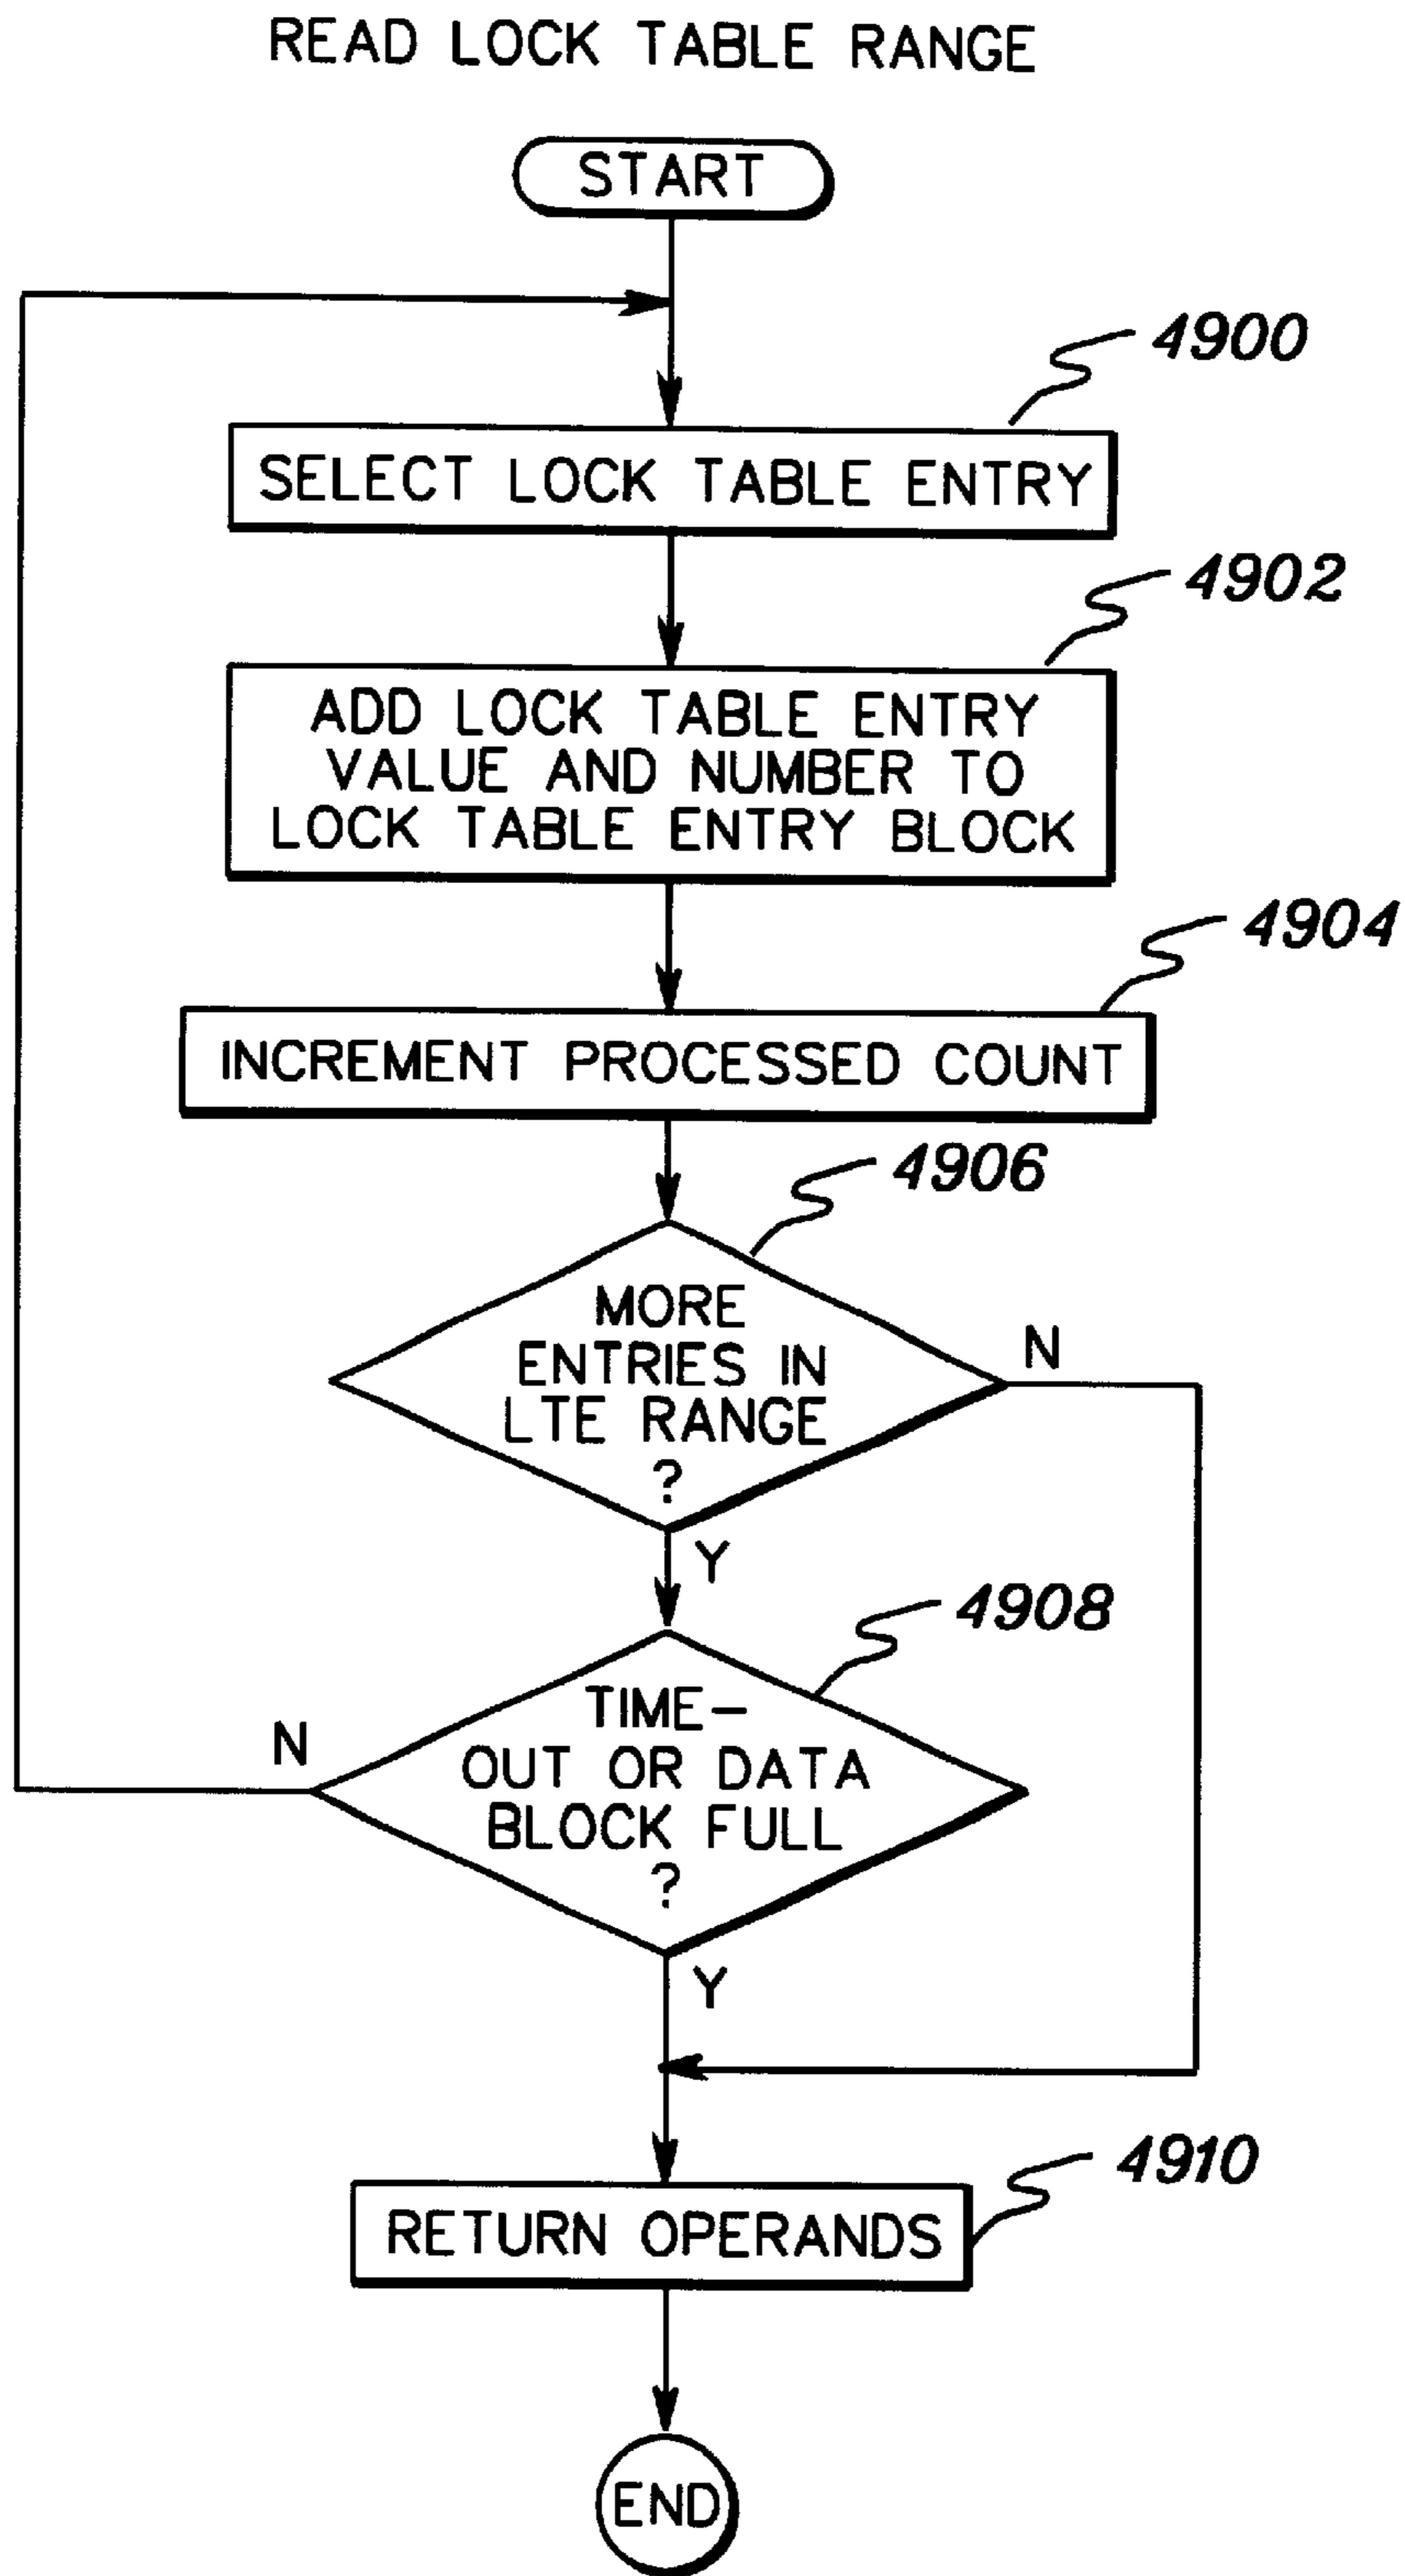 READ LOCK TABLE RANGE
START
4900
SELECT LOCK TABLE ENTRY
4902
ADD LOCK TABLE ENTRY
VALUE AND NUMBER TO
LOCK TABLE ENTRY BLOCK
4904
INCREMENT PROCESSED COUNT
4906
MORE
ENTRIES IN
LTE RANGE
?
N
Y
4908
TIME-
OUT OR DATA
BLOCK FULL
?
N
Y
4910
RETURN OPERANDS
END